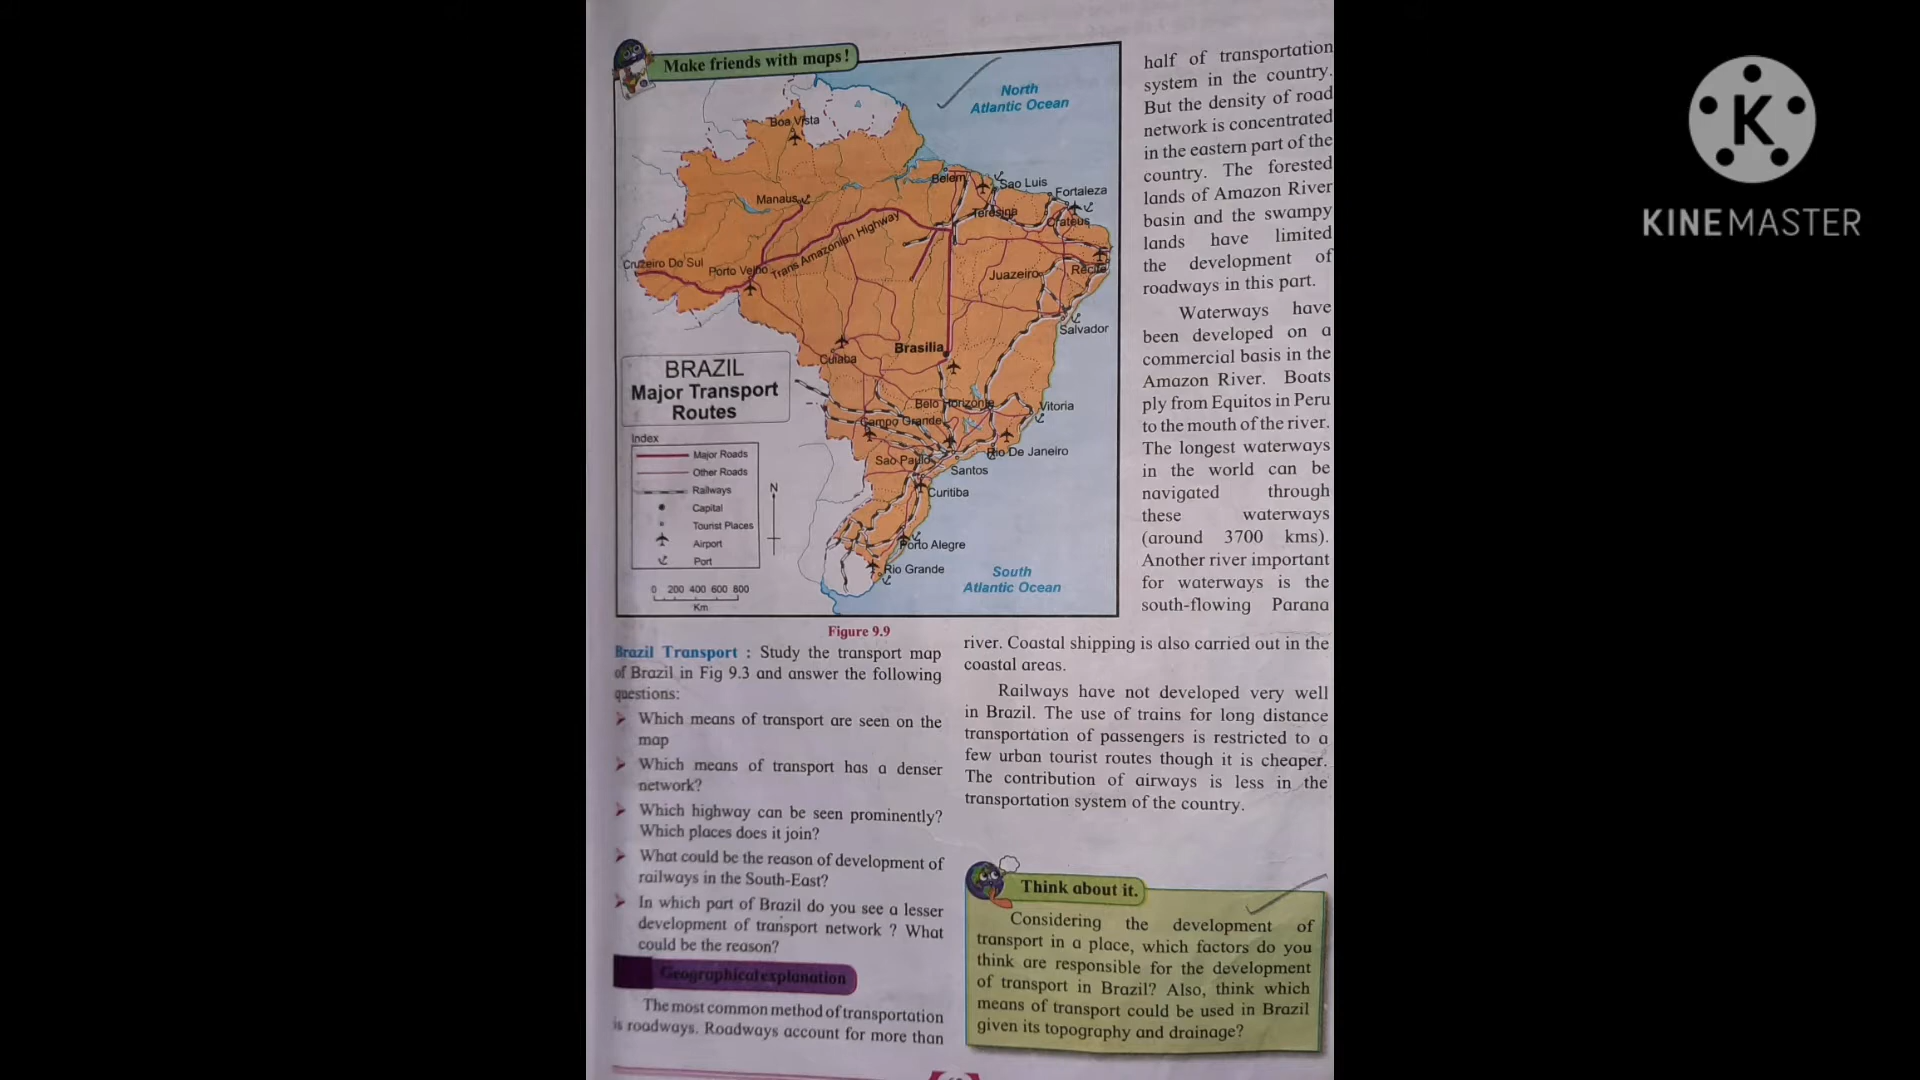 Make friends with maps!
North
Atlantic Ocean
Boa Vista
Belem
Sao Luis
Fortaleza
Manaus
Teresina
Crateus
Trans Amazonian Highway
Cruzeiro Do Sul
Porto Velho
Juazeiro
Recife
Salvador
Brasilia
Cuiaba
BRAZIL
Major Transport
Routes
Belo Horizonte
Vitoria
Campo Grande
Sao Paulo
Rio De Janeiro
Santos
Curitiba
Porto Alegre
Rio Grande
South
Atlantic Ocean
Index
Major Roads
Other Roads
Railways
Capital
Tourist Places
Airport
Port
N
0 200 400 600 800
Km
Figure 9.9
Brazil Transport : Study the transport map
of Brazil in Fig 9.3 and answer the following
questions:
➤ Which means of transport are seen on the
map
➤ Which means of transport has a denser
network?
➤ Which highway can be seen prominently?
Which places does it join?
➤ What could be the reason of development of
railways in the South-East?
➤ In which part of Brazil do you see a lesser
development of transport network ? What
could be the reason?
Geographical explanation
The most common method of transportation
is roadways. Roadways account for more than
half of transportation
system in the country.
But the density of road
network is concentrated
in the eastern part of the
country. The forested
lands of Amazon River
basin and the swampy
lands have limited
the development of
roadways in this part.
Waterways have
been developed on a
commercial basis in the
Amazon River. Boats
ply from Equitos in Peru
to the mouth of the river.
The longest waterways
in the world can be
navigated through
these waterways
(around 3700 kms).
Another river important
for waterways is the
south-flowing Parana
river. Coastal shipping is also carried out in the
coastal areas.
Railways have not developed very well
in Brazil. The use of trains for long distance
transportation of passengers is restricted to a
few urban tourist routes though it is cheaper.
The contribution of airways is less in the
transportation system of the country.
Think about it.
Considering the development of
transport in a place, which factors do you
think are responsible for the development
of transport in Brazil? Also, think which
means of transport could be used in Brazil
given its topography and drainage?
K
KINEMASTER